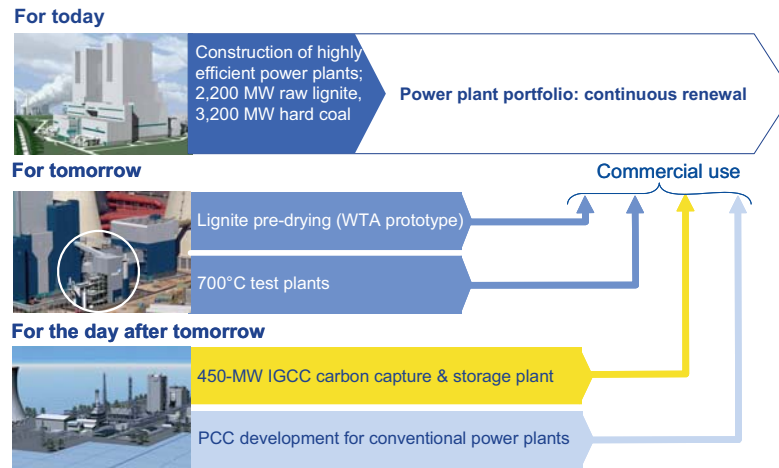 For today
Construction of highly
efficient power plants;
2,200 MW raw lignite,
3,200 MW hard coal
Power plant portfolio: continuous renewal
For tomorrow
Commercial use
Lignite pre-drying (WTA prototype)
700°C test plants
For the day after tomorrow
450-MW IGCC carbon capture & storage plant
PCC development for conventional power plants